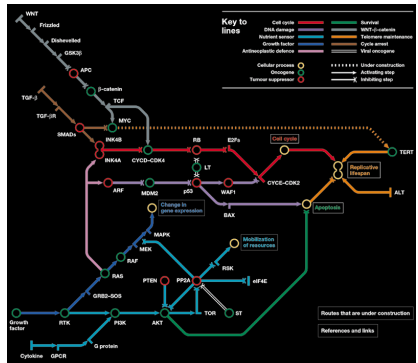 WNT
Frizzled
Dishevelled
GSK3β
APC
β-catenin
TCF
MYC
TGF-β
TGF-βR
SMADs
INK4B
INK4A
CYCD-CDK4
RB
E2Fs
Cell cycle
LT
CYCE-CDK2
ARF
MDM2
p53
WAF1
BAX
Apoptosis
Replicative
lifespan
TERT
ALT
Change in
gene expression
MAPK
MEK
RAF
RAS
GRB2–SOS
Mobilization
of resources
RSK
PTEN
PP2A
eIF4E
Growth
factor
RTK
PI3K
AKT
TOR
ST
Cytokine
GPCR
G protein
Key to
lines
Cell cycle
DNA damage
Nutrient sensor
Growth factor
Antineoplastic defence
Survival
WNT–β-catenin
Telomere maintenance
Cycle arrest
Viral oncogene
Cellular process
Oncogene
Tumour suppressor
Under construction
Activating step
Inhibiting step
Routes that are under construction
References and links